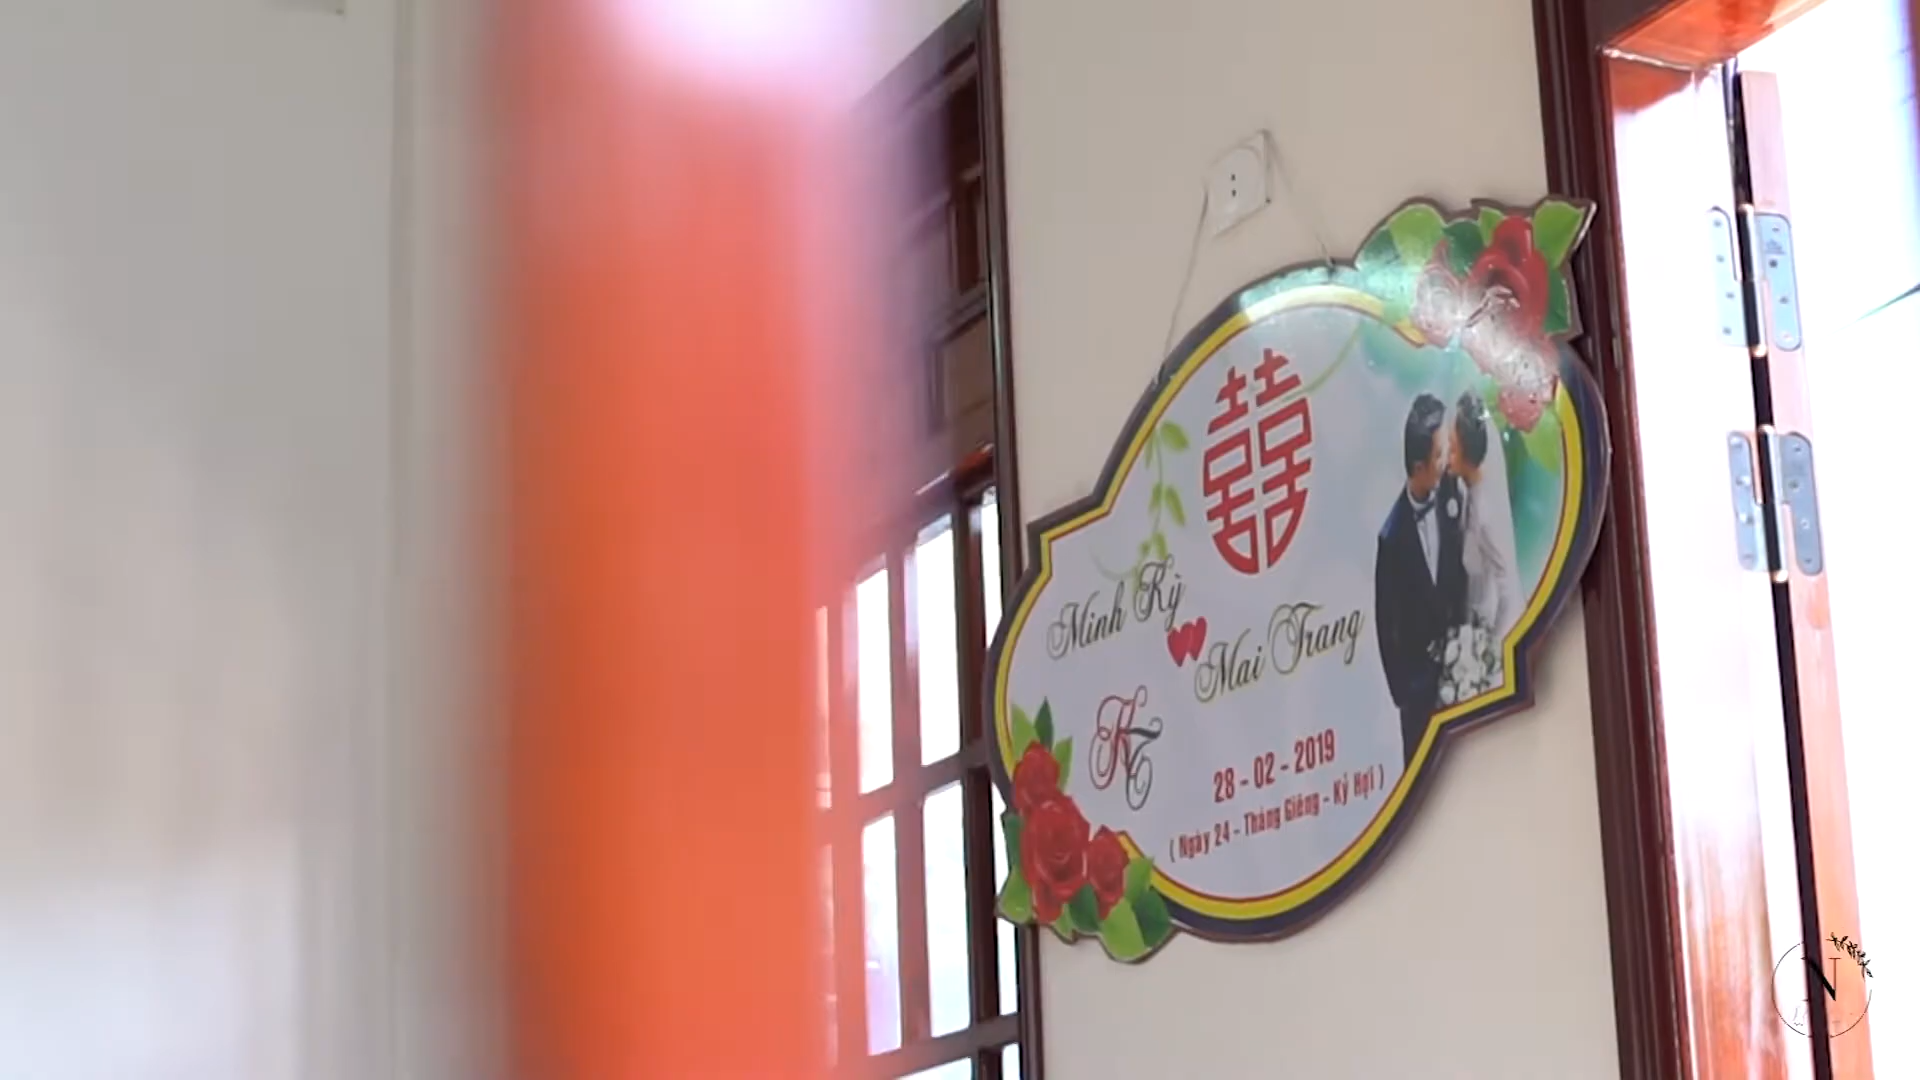 囍
Minh Kỳ
Mai Trang
KT
28 - 02 - 2019
( Ngày 24 - Tháng Giêng - Kỷ Hợi )
N